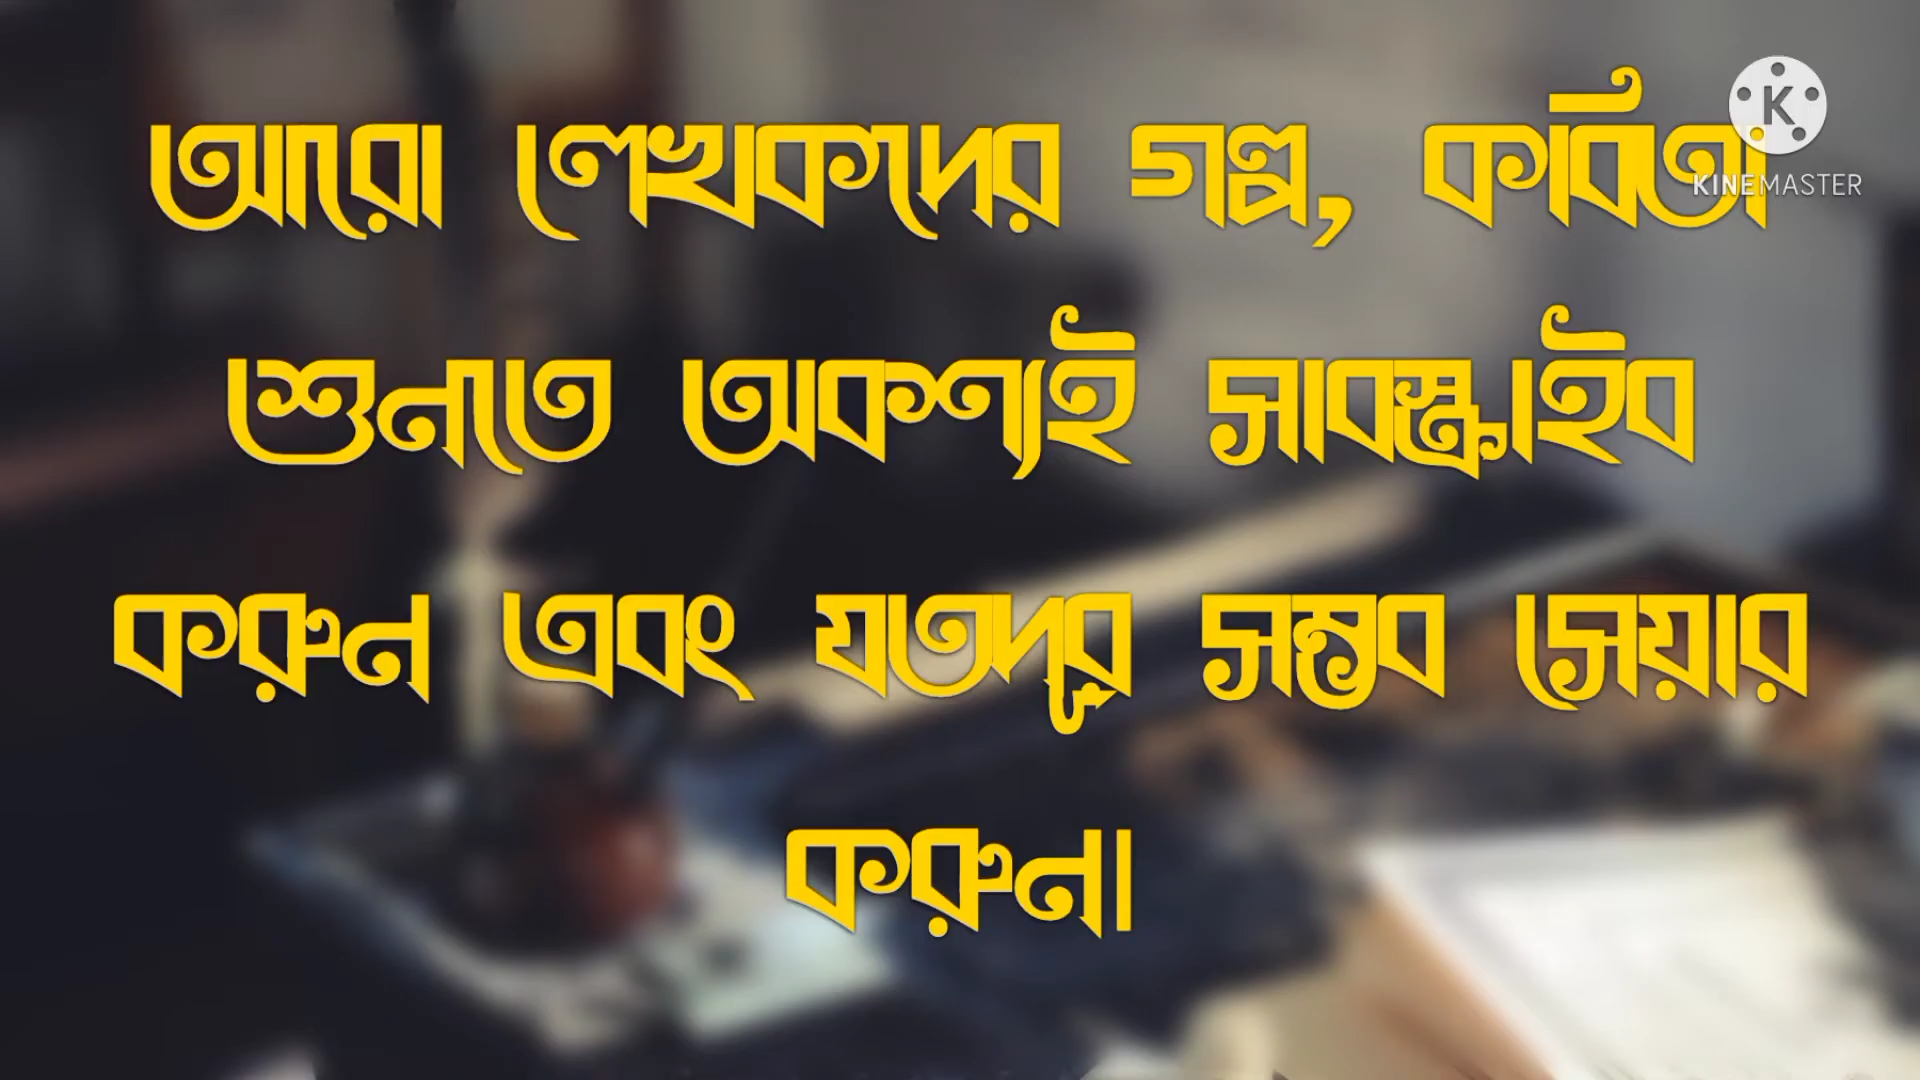 আরো লেখকদের গল্প, কবিতা
শুনতে অবশ্যই সাবস্ক্রাইব
করুন এবং যতদূর সম্ভব সেয়ার
করুন।
KINEMASTER